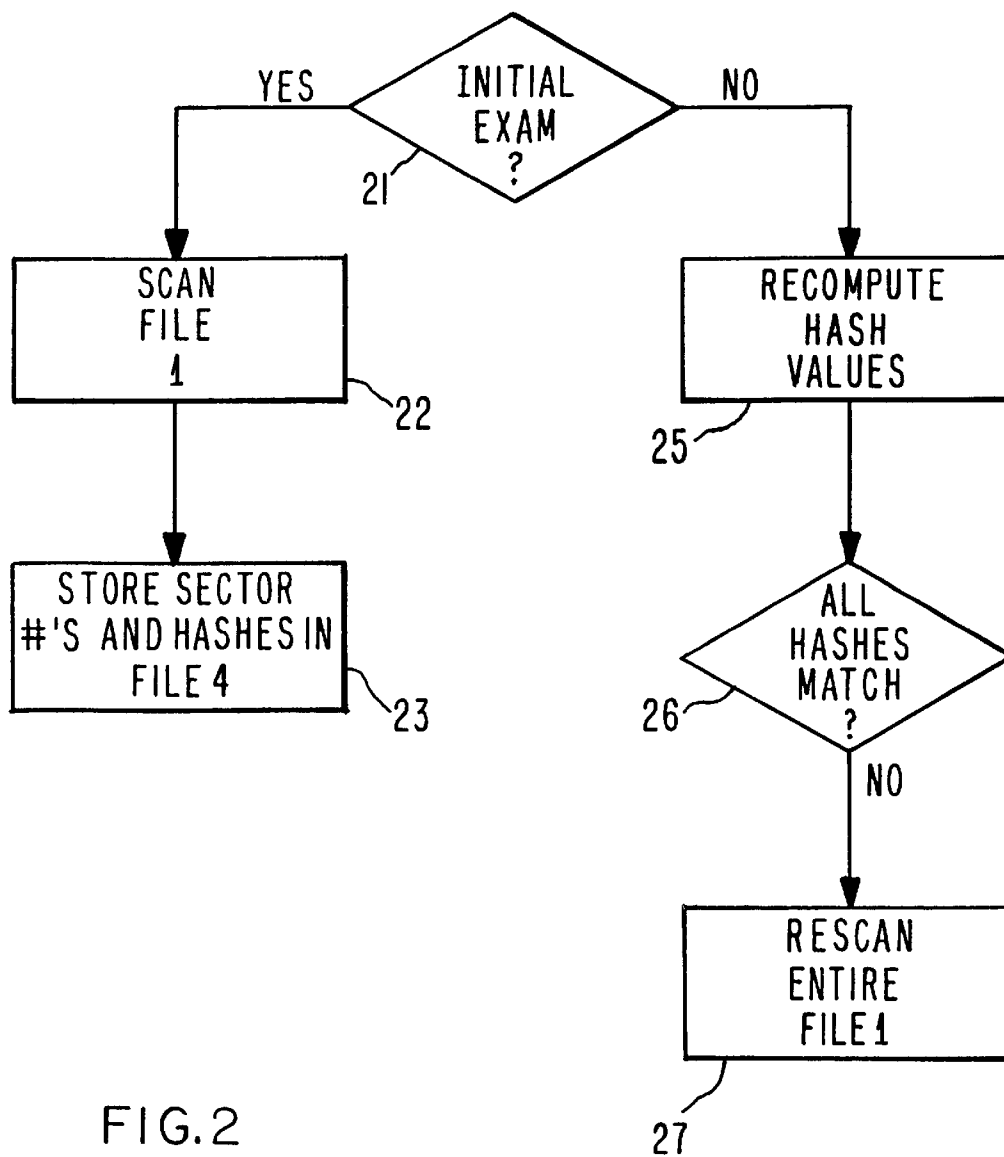 YES
INITIAL
EXAM
?
NO
21
SCAN
FILE
1
22
RECOMPUTE
HASH
VALUES
25
STORE SECTOR
#'S AND HASHES IN
FILE 4
23
ALL
HASHES
MATCH
?
26
NO
RESCAN
ENTIRE
FILE 1
27
FIG. 2